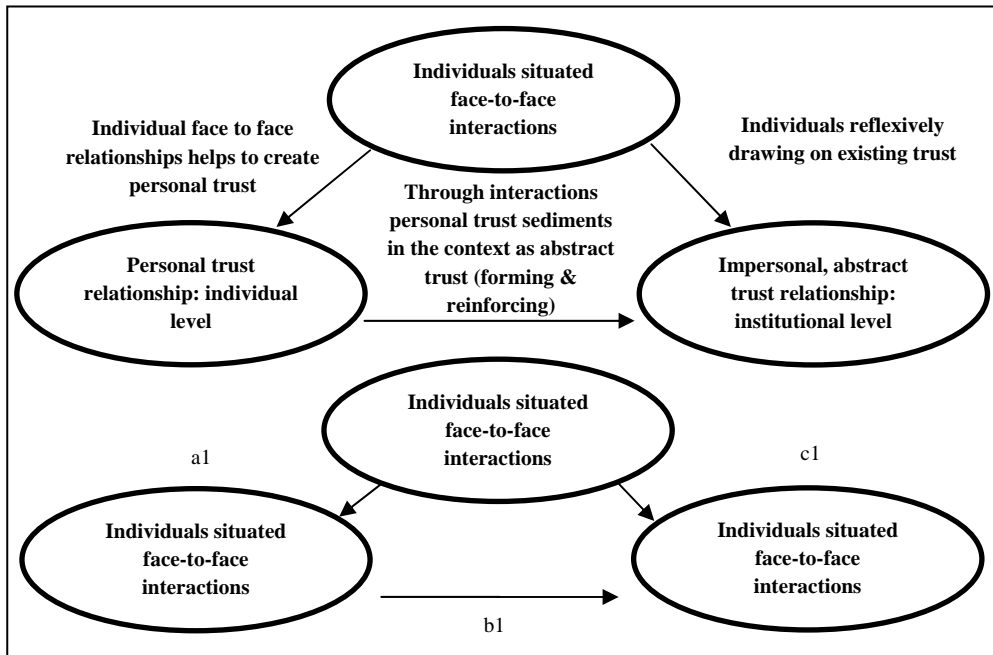 Individuals situated
face-to-face
interactions
Individual face to face
relationships helps to create
personal trust
Individuals reflexively
drawing on existing trust
Through interactions
personal trust sediments
in the context as abstract
trust (forming &
reinforcing)
Personal trust
relationship: individual
level
Impersonal, abstract
trust relationship:
institutional level
Individuals situated
face-to-face
interactions
a1
c1
Individuals situated
face-to-face
interactions
Individuals situated
face-to-face
interactions
b1